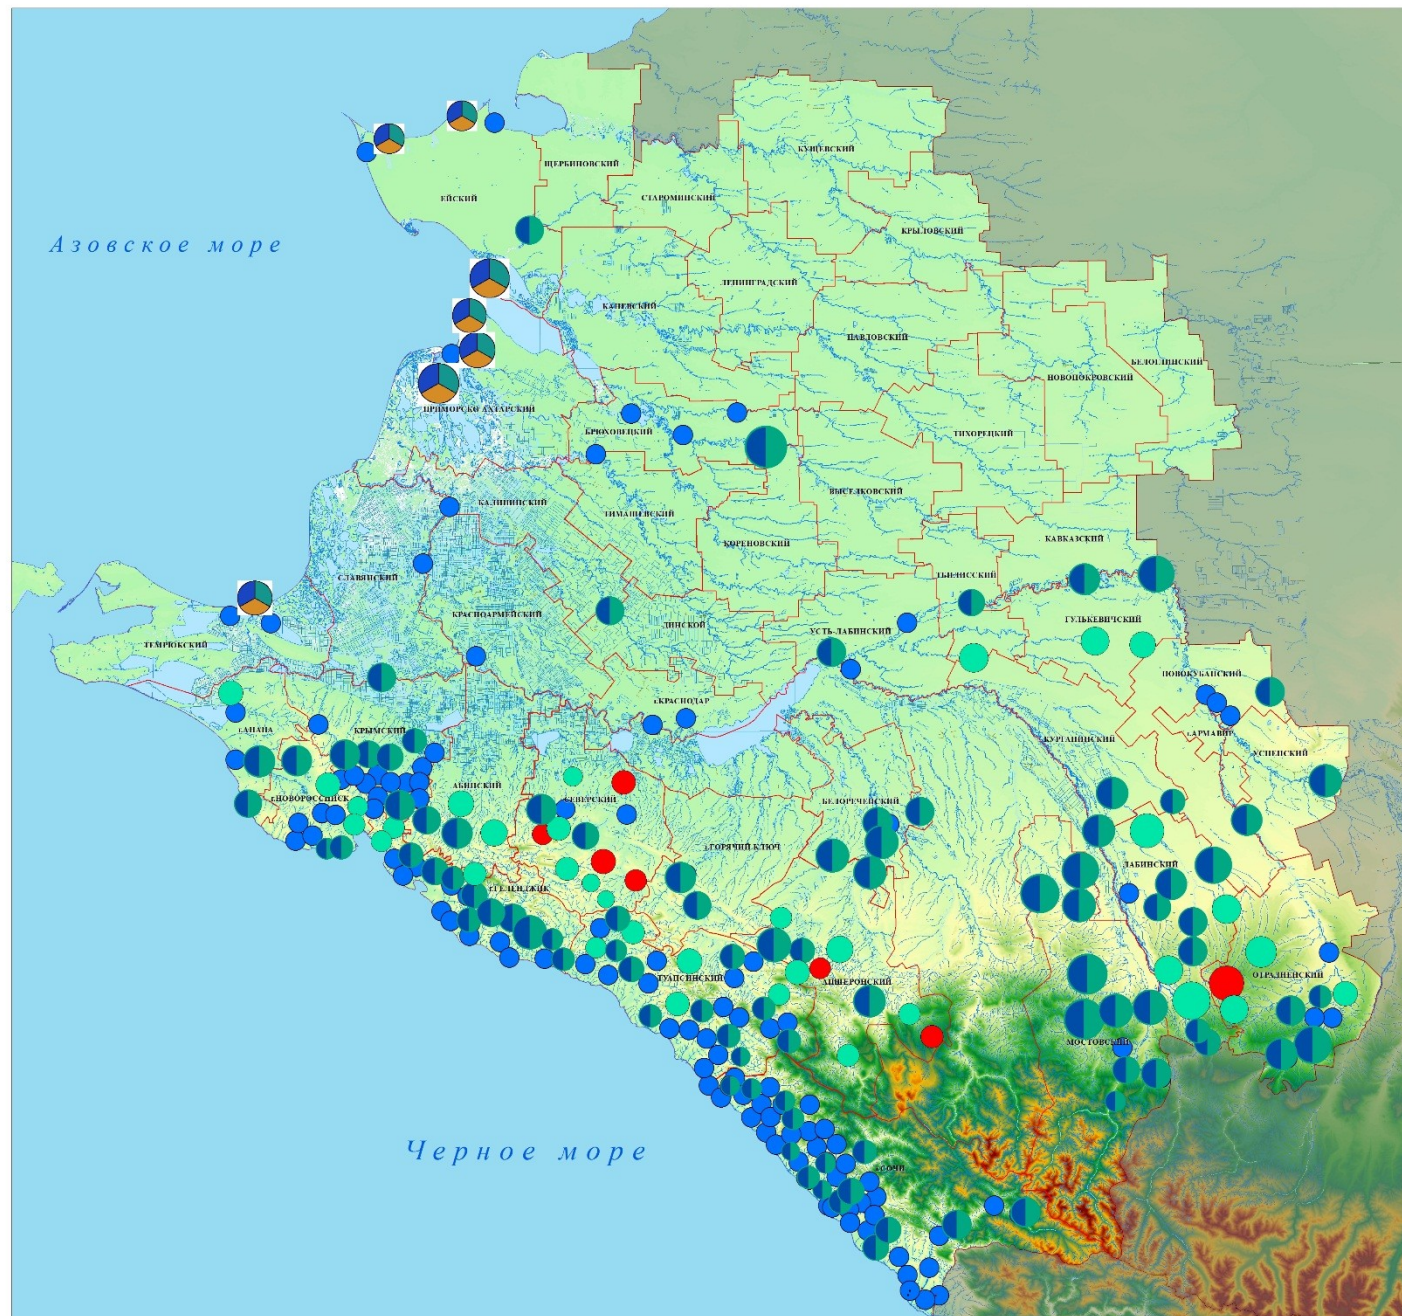 КУЩЕВСКИЙ
ЩЕРБИНОВСКИЙ
ЕЙСКИЙ
СТАРОМИНСКИЙ
КРЫЛОВСКИЙ
Азовское море
ЛЕНИНГРАДСКИЙ
КАНЕВСКИЙ
ПАВЛОВСКИЙ
БЕЛОГЛИНСКИЙ
НОВОПОКРОВСКИЙ
ПРИМОРСКО-АХТАРСКИЙ
БРЮХОВЕЦКИЙ
ТИХОРЕЦКИЙ
ВЫСЕЛКОВСКИЙ
КАЛИНИНСКИЙ
ТИМАШЕВСКИЙ
КОРЕНОВСКИЙ
КАВКАЗСКИЙ
СЛАВЯНСКИЙ
ТБИЛИССКИЙ
КРАСНОАРМЕЙСКИЙ
ДИНСКОЙ
УСТЬ-ЛАБИНСКИЙ
ГУЛЬКЕВИЧСКИЙ
ТЕМРЮКСКИЙ
НОВОКУБАНСКИЙ
г.КРАСНОДАР
г.АНАПА
КРЫМСКИЙ
КУРГАНИНСКИЙ
г.АРМАВИР
УСПЕНСКИЙ
АБИНСКИЙ
г.НОВОРОССИЙСК
СЕВЕРСКИЙ
БЕЛОРЕЧЕНСКИЙ
г.ГОРЯЧИЙ КЛЮЧ
ЛАБИНСКИЙ
г.ГЕЛЕНДЖИК
ТУАПСИНСКИЙ
АПШЕРОНСКИЙ
ОТРАДНЕНСКИЙ
МОСТОВСКИЙ
Черное море
г.СОЧИ